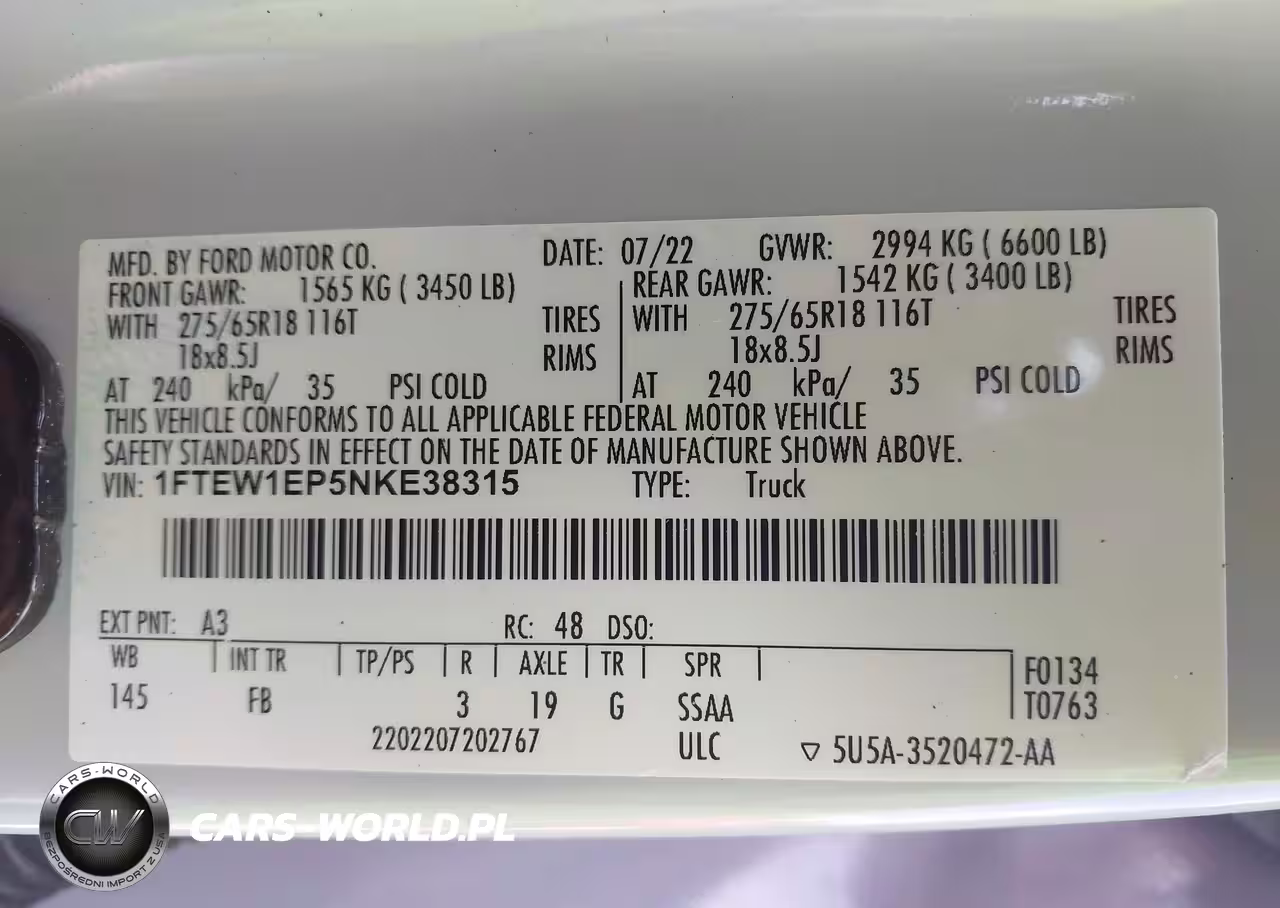 MFD. BY FORD MOTOR CO. DATE: 07/22 GVWR: 2994 KG ( 6600 LB)
FRONT GAWR: 1565 KG ( 3450 LB) REAR GAWR: 1542 KG ( 3400 LB)
WITH 275/65R18 116T TIRES WITH 275/65R18 116T TIRES
18x8.5J RIMS 18x8.5J RIMS
AT 240 kPa/ 35 PSI COLD AT 240 kPa/ 35 PSI COLD
THIS VEHICLE CONFORMS TO ALL APPLICABLE FEDERAL MOTOR VEHICLE
SAFETY STANDARDS IN EFFECT ON THE DATE OF MANUFACTURE SHOWN ABOVE.
VIN: 1FTEW1EP5NKE38315 TYPE: Truck
EXT PNT: A3 RC: 48 DSO:
WB INT TR TP/PS R AXLE TR SPR F0134
145 FB 3 19 G SSAA T0763
2202207202767 ULC ▽ 5U5A-3520472-AA
CARS-WORLD
CW
BEZPOŚREDNI IMPORT Z USA
CARS-WORLD.PL